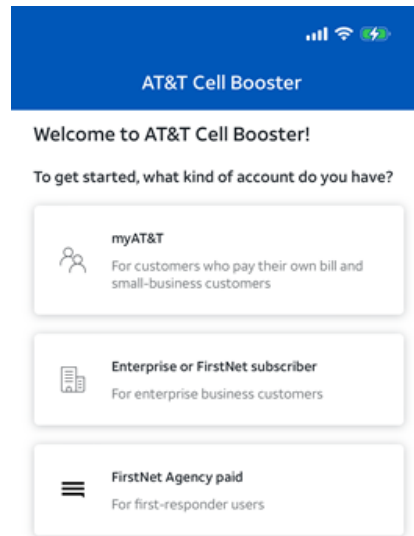 AT&T Cell Booster
Welcome to AT&T Cell Booster!
To get started, what kind of account do you have?
myAT&T
For customers who pay their own bill and
small-business customers
Enterprise or FirstNet subscriber
For enterprise business customers
FirstNet Agency paid
For first-responder users